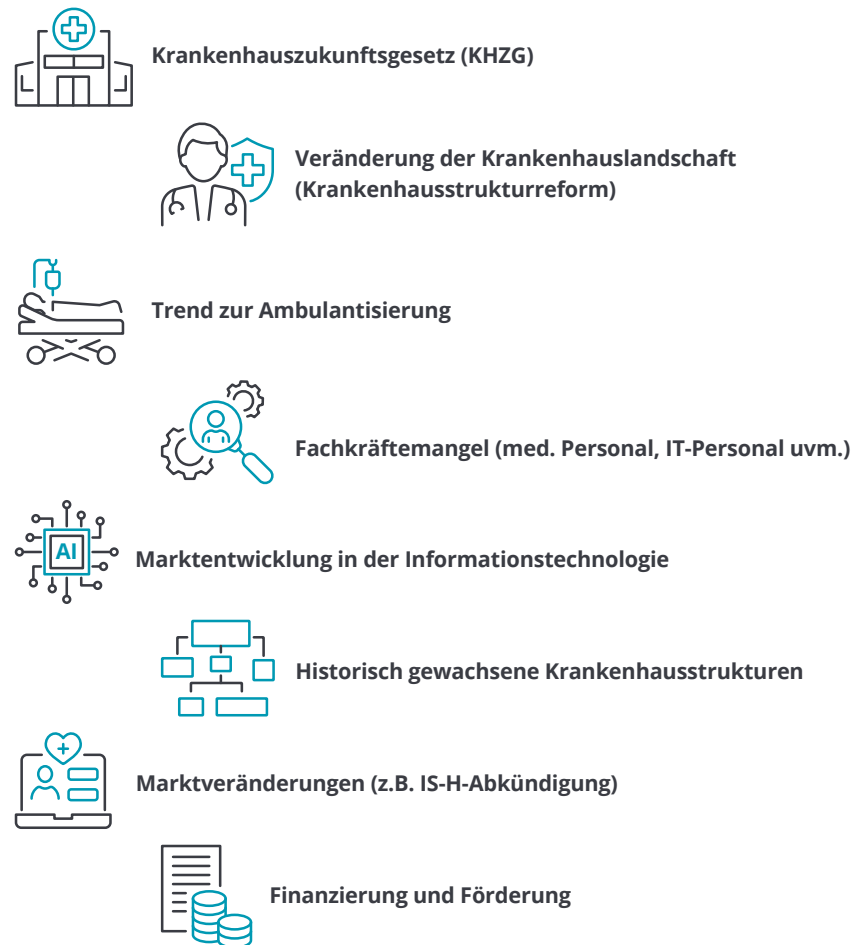 Krankenhauszukunftsgesetz (KHZG)
Veränderung der Krankenhauslandschaft
(Krankenhausstrukturreform)
Trend zur Ambulantisierung
Fachkräftemangel (med. Personal, IT-Personal uvm.)
AI
Marktentwicklung in der Informationstechnologie
Historisch gewachsene Krankenhausstrukturen
Marktveränderungen (z.B. IS-H-Abkündigung)
Finanzierung und Förderung